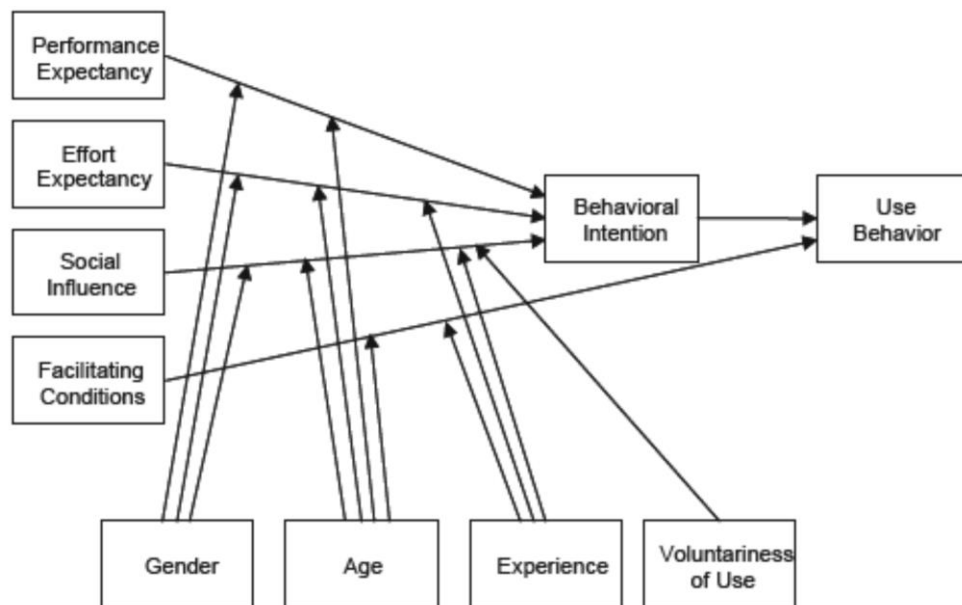 Performance
Expectancy
Effort
Expectancy
Social
Influence
Facilitating
Conditions
Behavioral
Intention
Use
Behavior
Gender
Age
Experience
Voluntariness
of Use